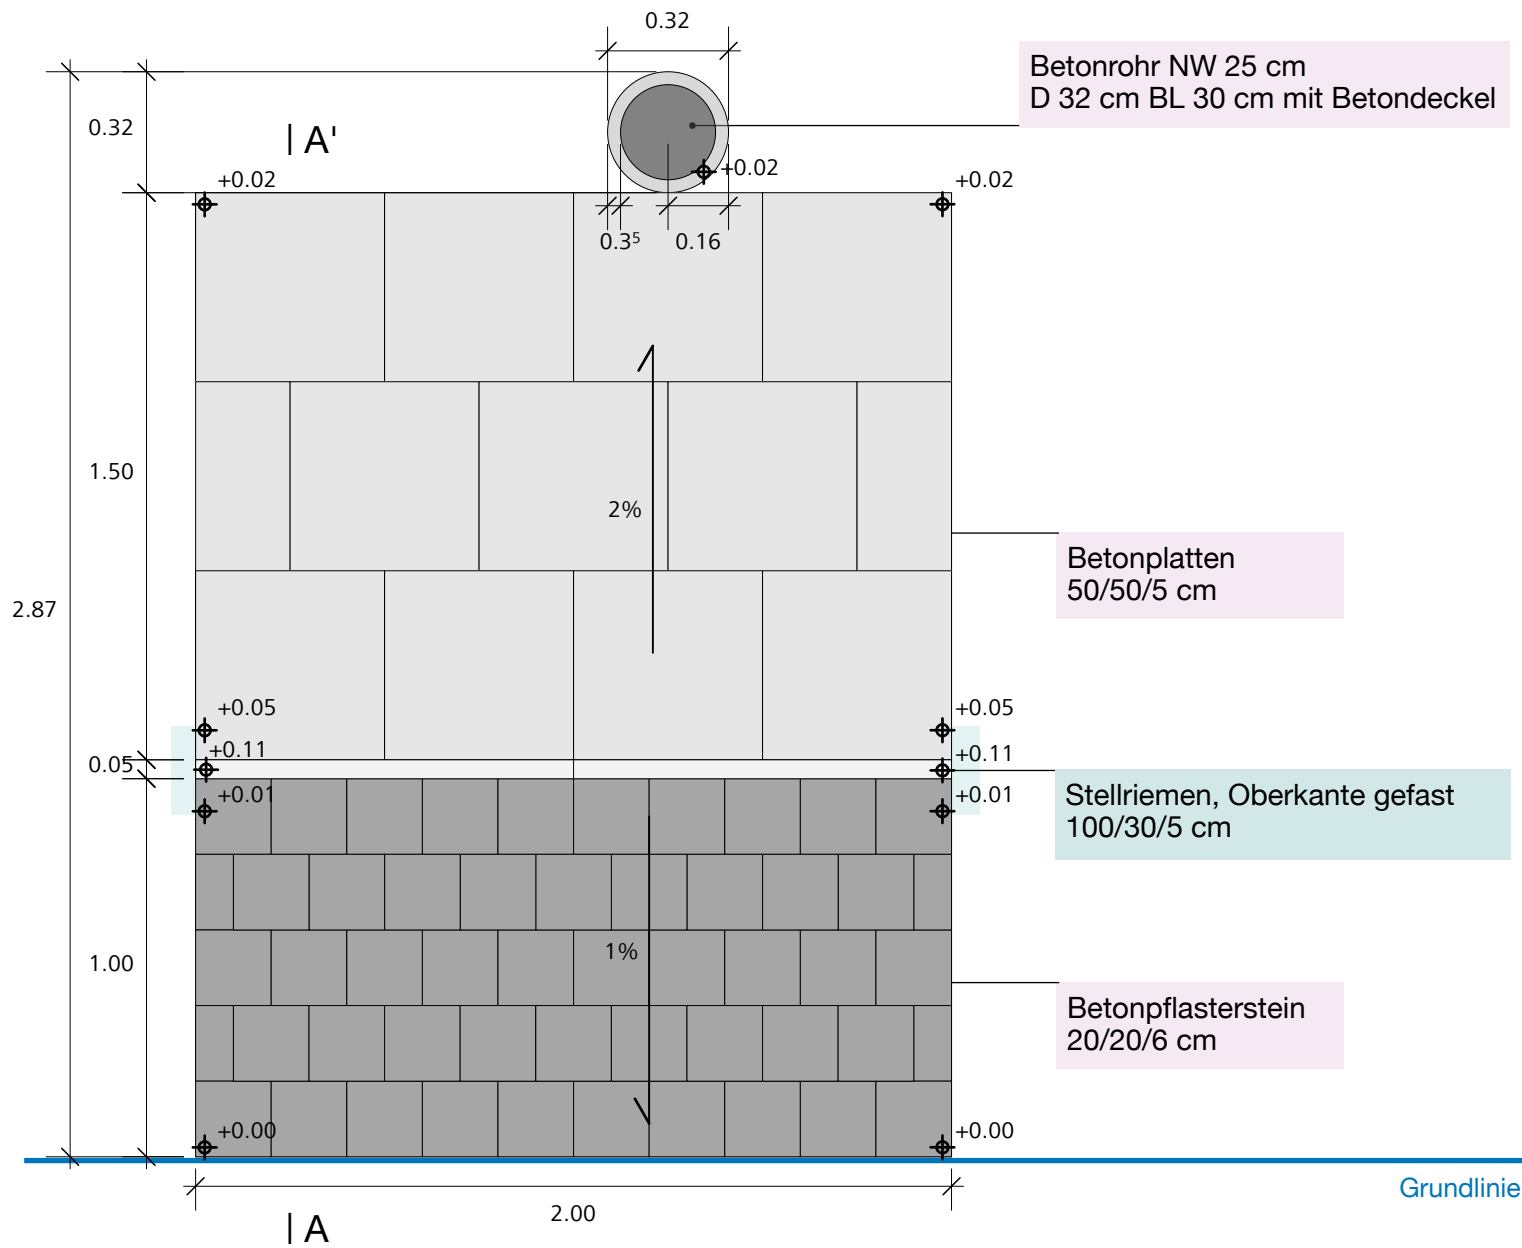 0.32
Betonrohr NW 25 cm
D 32 cm BL 30 cm mit Betondeckel
0.32
A'
+0.02
+0.02
+0.02
0.3⁵
0.16
1.50
2%
Betonplatten
50/50/5 cm
2.87
+0.05
+0.05
+0.11
+0.11
0.05
+0.01
+0.01
Stellriemen, Oberkante gefast
100/30/5 cm
1.00
1%
Betonpflasterstein
20/20/6 cm
+0.00
+0.00
Grundlinie
2.00
A